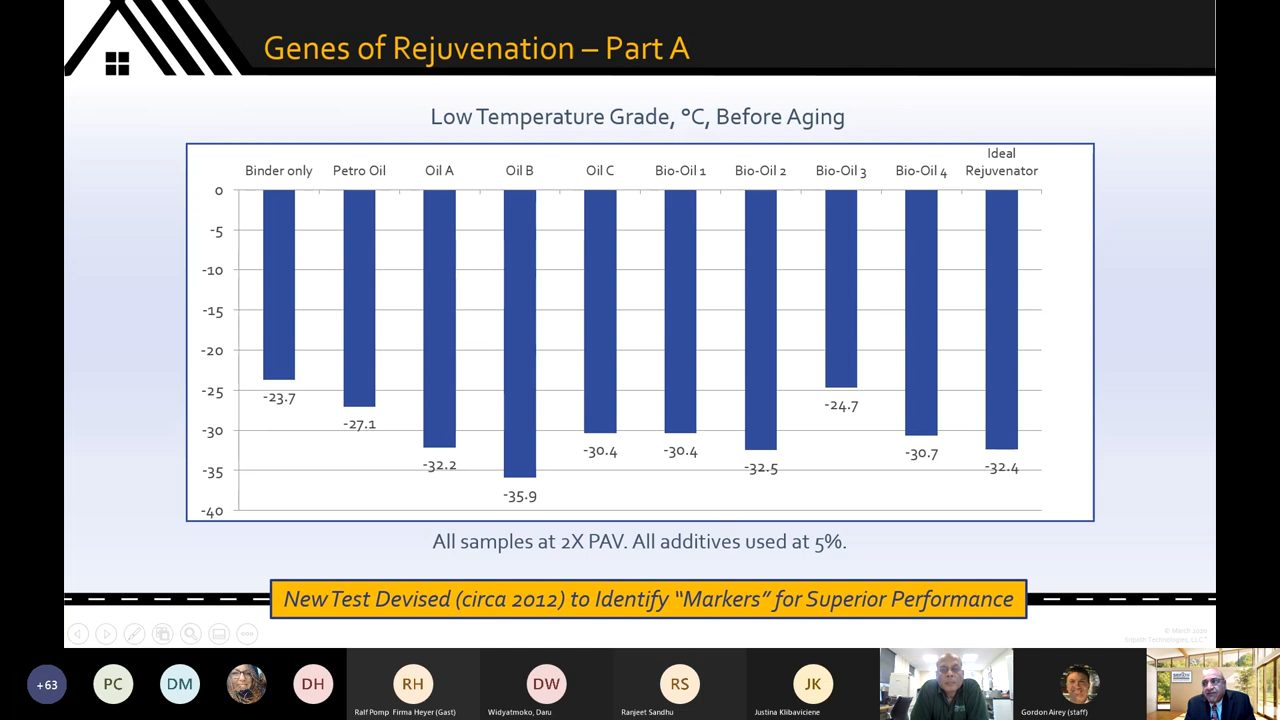 Genes of Rejuvenation – Part A
Low Temperature Grade, °C, Before Aging
Binder only
Petro Oil
Oil A
Oil B
Oil C
Bio-Oil 1
Bio-Oil 2
Bio-Oil 3
Bio-Oil 4
Ideal
Rejuvenator
0
-5
-10
-15
-20
-25
-30
-35
-40
-23.7
-27.1
-32.2
-35.9
-30.4
-30.4
-32.5
-24.7
-30.7
-32.4
All samples at 2X PAV. All additives used at 5%.
New Test Devised (circa 2012) to Identify “Markers” for Superior Performance
© March 2020
Technologies, LLC
+63
PC
DM
DH
RH
DW
RS
JK
Ralf Pomp Firma Heyer (Gast)
Widyatmoko, Daru
Ranjeet Sandhu
Justina Klibaviciene
Gordon Airey (staff)